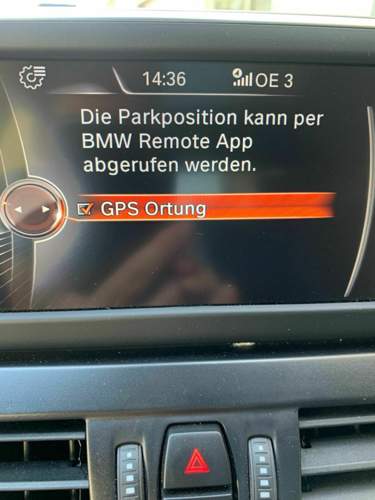 14:36 OE 3
Die Parkposition kann per
BMW Remote App
abgerufen werden.
GPS Ortung